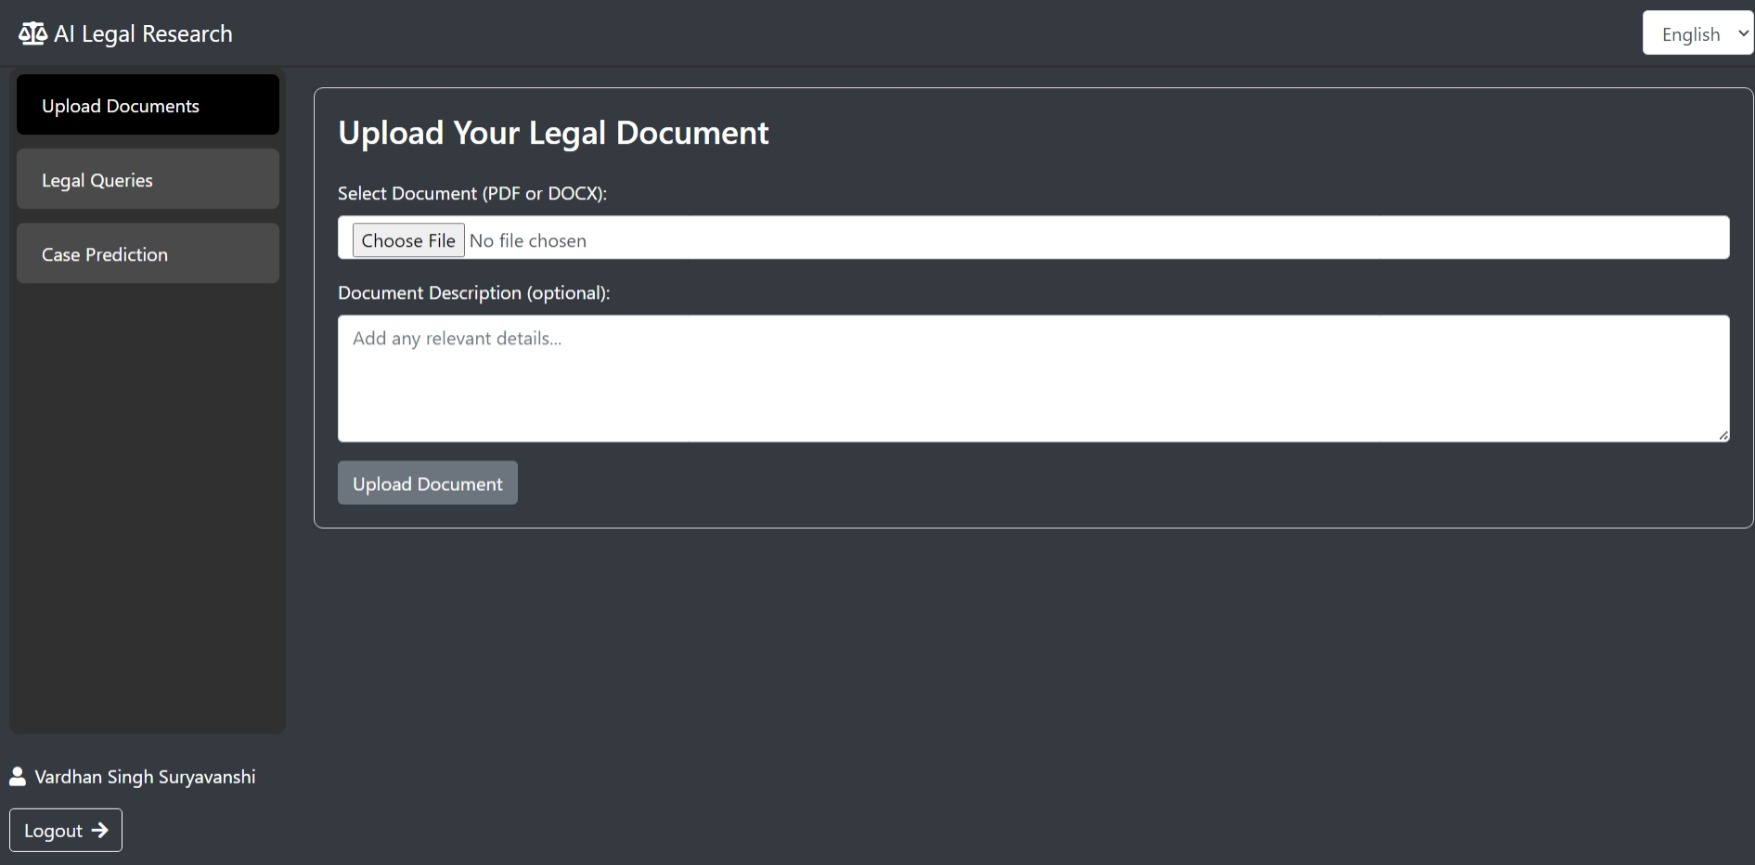 AI Legal Research
English
Upload Documents
Legal Queries
Case Prediction
Upload Your Legal Document
Select Document (PDF or DOCX):
Choose File No file chosen
Document Description (optional):
Add any relevant details...
Upload Document
Vardhan Singh Suryavanshi
Logout